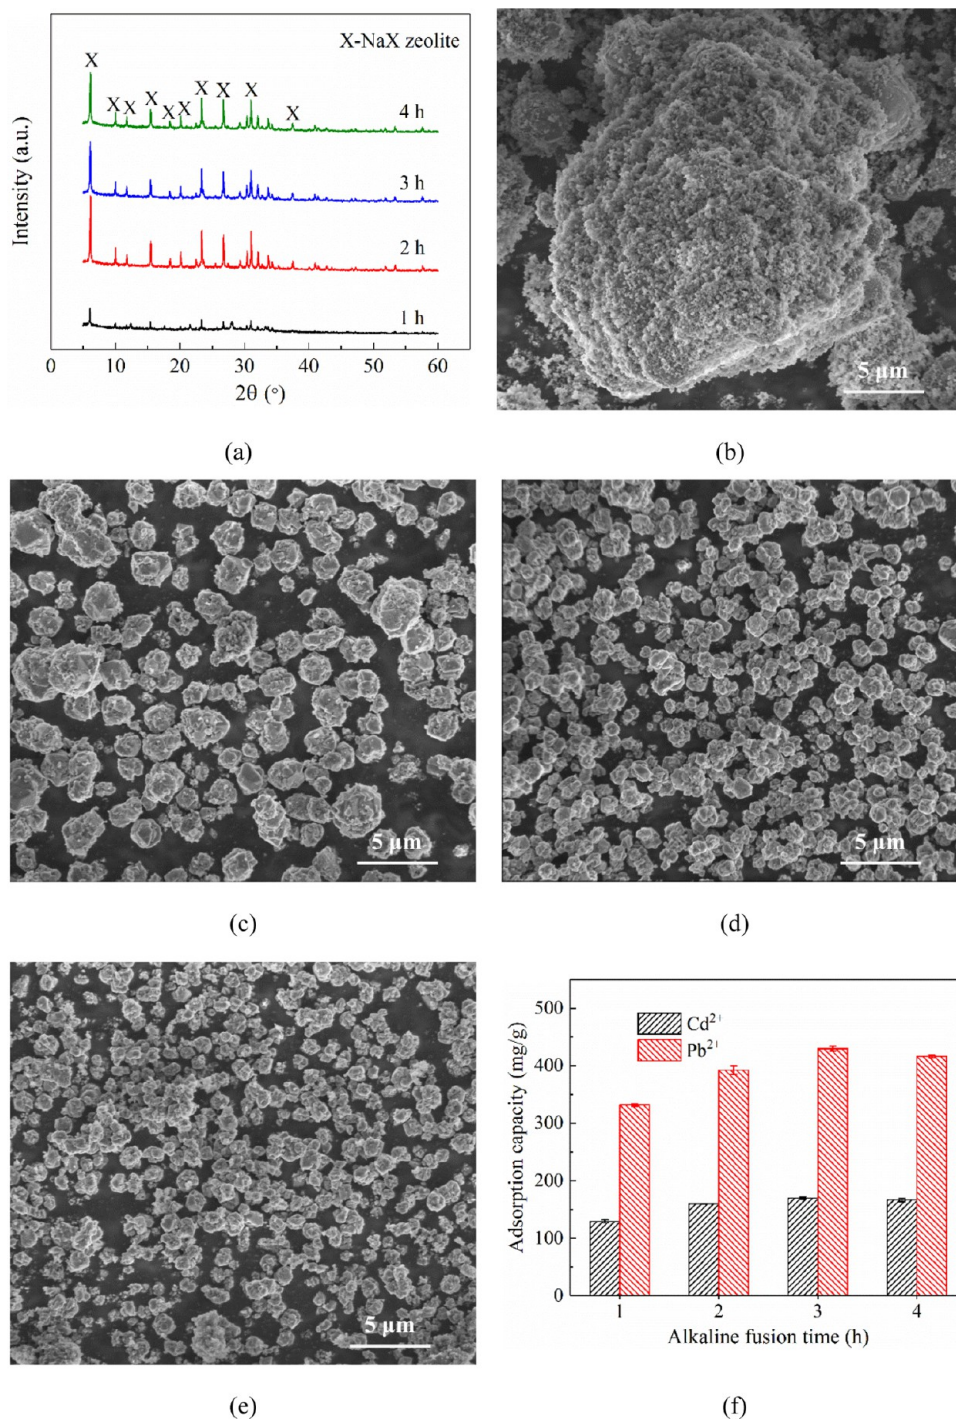 X-NaX zeolite
X X X X X X X X X X
4 h
3 h
2 h
1 h
Intensity (a.u.)
0 10 20 30 40 50 60
2θ (°)
5 μm
(a)
(b)
5 μm
5 μm
(c)
(d)
5 μm
500
400
300
200
100
0
Cd²⁺
Pb²⁺
Adsorption capacity (mg/g)
1 2 3 4
Alkaline fusion time (h)
(e)
(f)